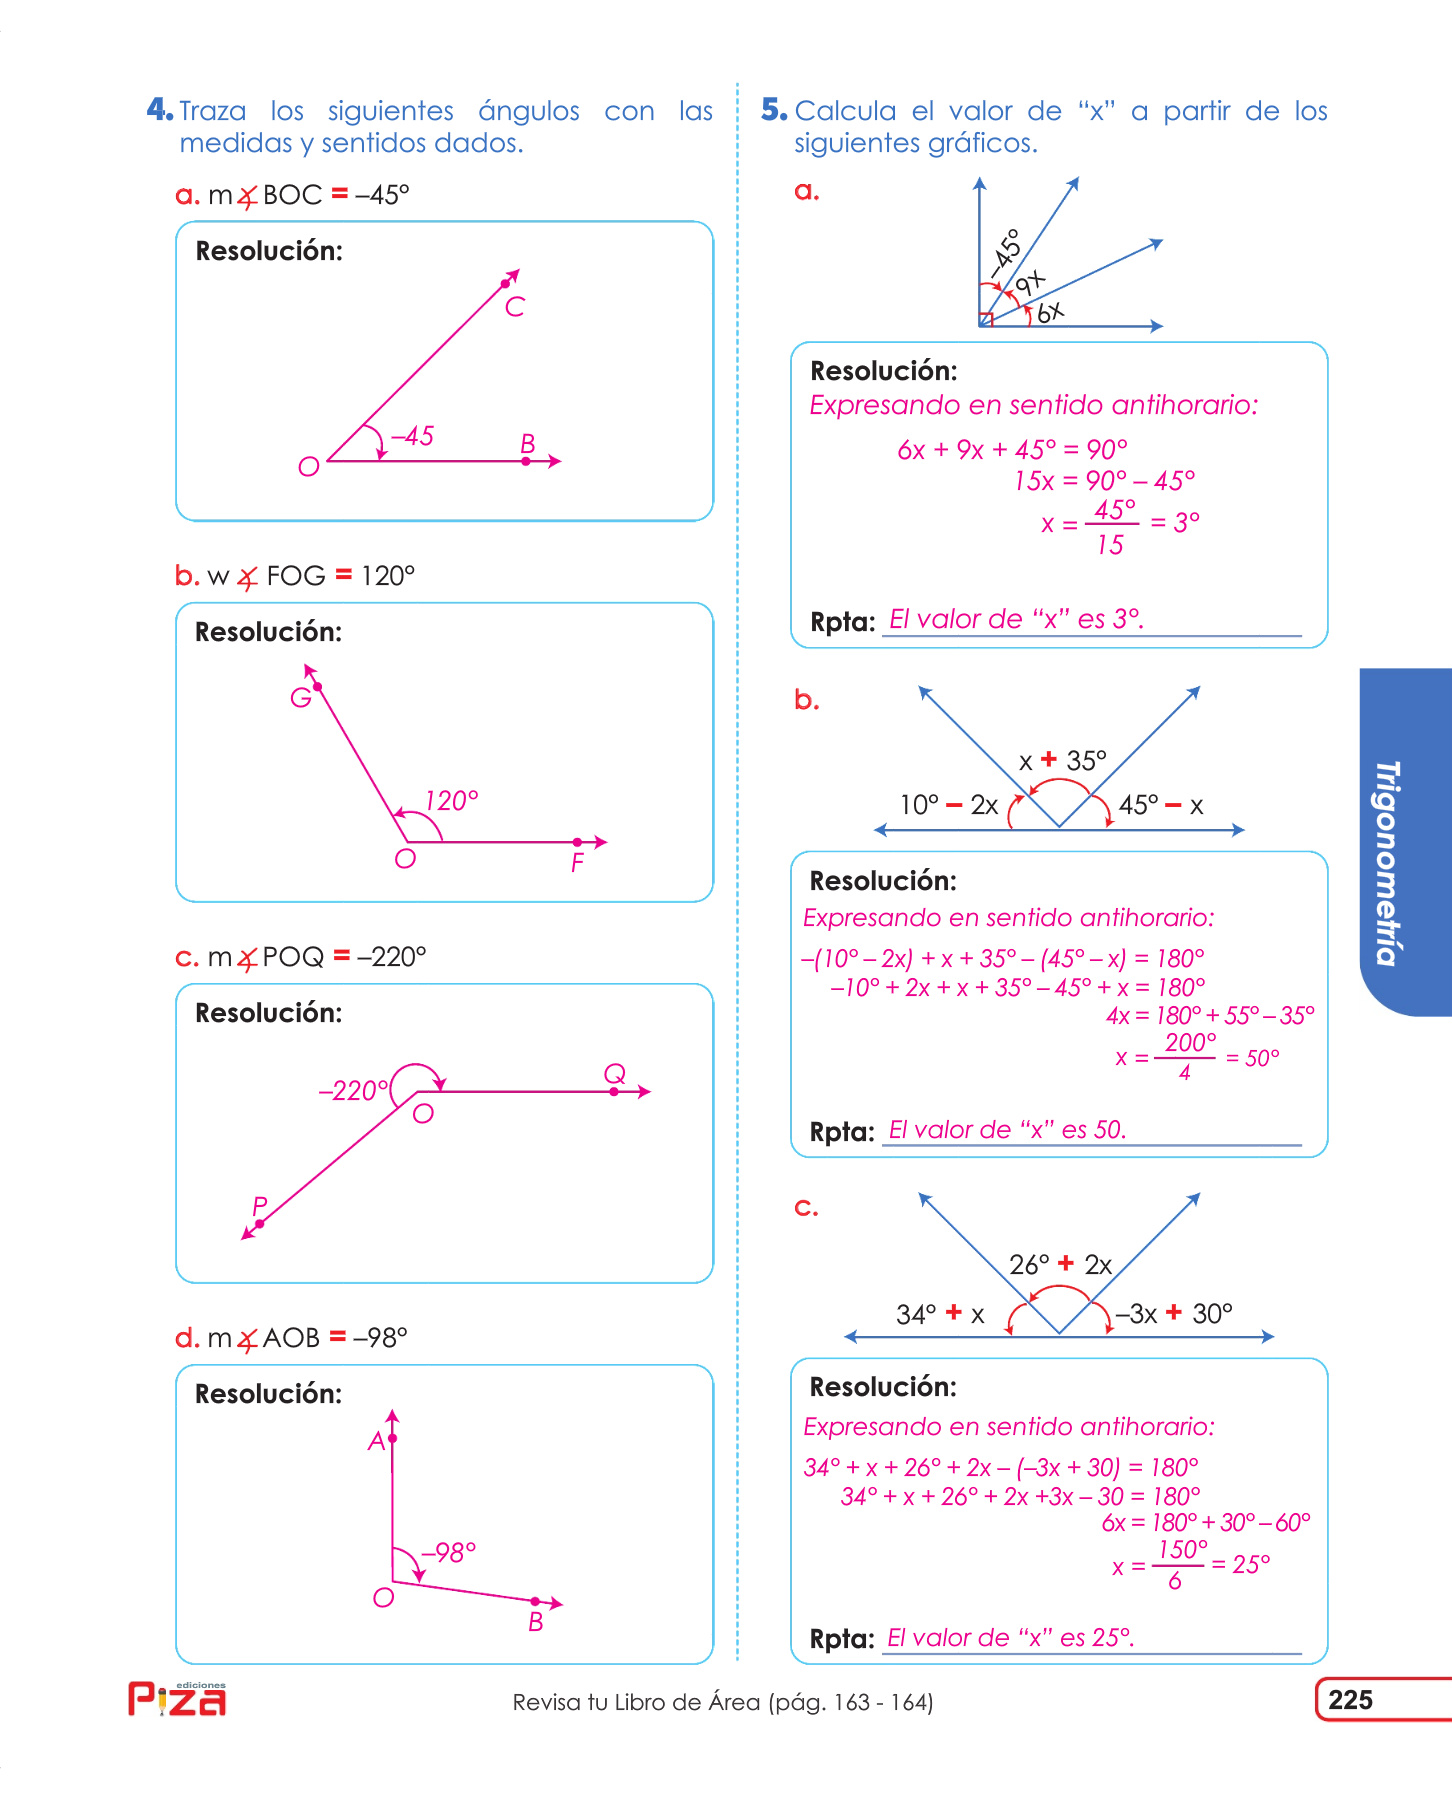 4. Traza los siguientes ángulos con las
medidas y sentidos dados.
a. m∡BOC = –45°
Resolución:
C
–45
B
O
b. w∡ FOG = 120°
Resolución:
G
120°
O
F
c. m∡POQ = –220°
Resolución:
–220°
Q
O
P
d. m∡AOB = –98°
Resolución:
A
–98°
O
B
5. Calcula el valor de “x” a partir de los
siguientes gráficos.
a.
–45°
9x
6x
Resolución:
Expresando en sentido antihorario:
6x + 9x + 45° = 90°
15x = 90° – 45°
x = 45°/15 = 3°
Rpta: El valor de “x” es 3°.
b.
x + 35°
10° – 2x
45° – x
Resolución:
Expresando en sentido antihorario:
–(10° – 2x) + x + 35° – (45° – x) = 180°
–10° + 2x + x + 35° – 45° + x = 180°
4x = 180° + 55° – 35°
x = 200°/4 = 50°
Rpta: El valor de “x” es 50.
c.
26° + 2x
34° + x
–3x + 30°
Resolución:
Expresando en sentido antihorario:
34° + x + 26° + 2x – (–3x + 30) = 180°
34° + x + 26° + 2x +3x – 30 = 180°
6x = 180° + 30° – 60°
x = 150°/6 = 25°
Rpta: El valor de “x” es 25°.
Trigonometría
ediciones
Piza
Revisa tu Libro de Área (pág. 163 - 164)
225